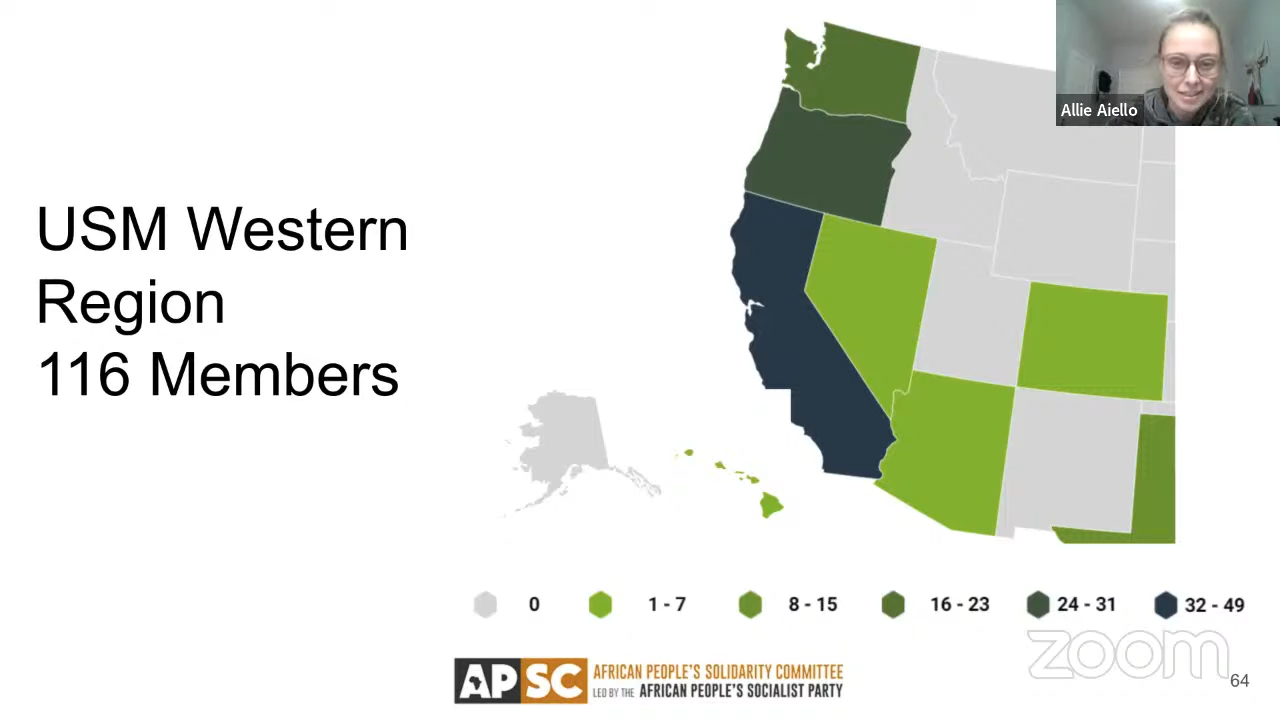 Allie Aiello
USM Western
Region
116 Members
0
1 - 7
8 - 15
16 - 23
24 - 31
32 - 49
zoom
APSC
AFRICAN PEOPLE'S SOLIDARITY COMMITTEE
LED BY THE AFRICAN PEOPLE'S SOCIALIST PARTY
64